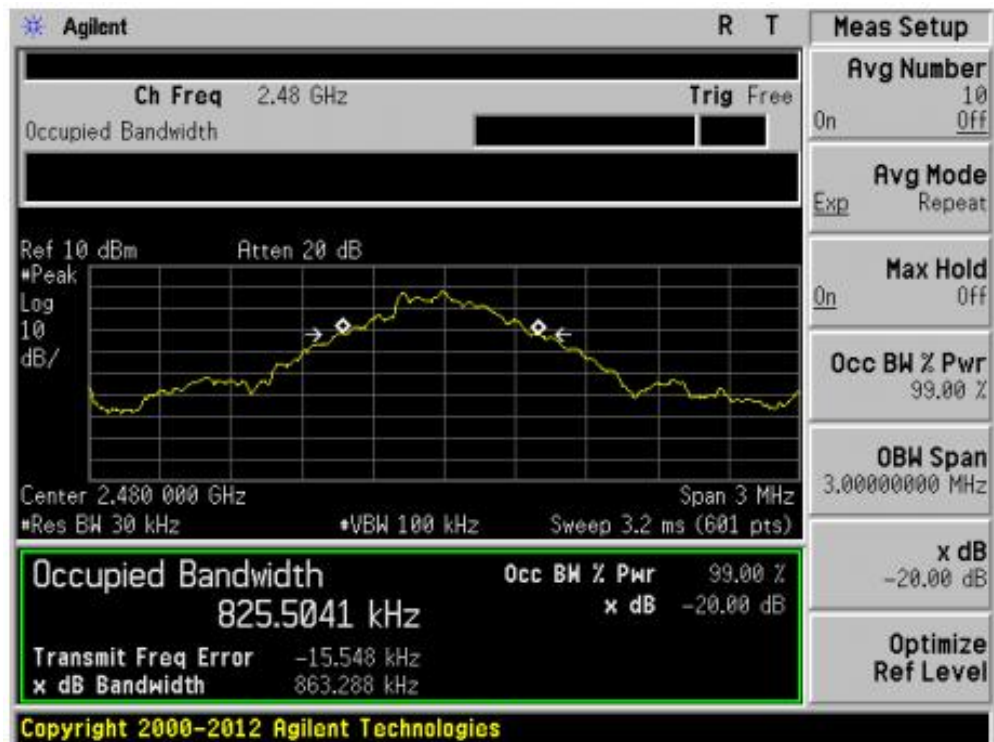 Agilent R T
Ch Freq 2.48 GHz Trig Free
Occupied Bandwidth
Ref 10 dBm Atten 20 dB
#Peak
Log
10
dB/
Center 2.480 000 GHz Span 3 MHz
#Res BW 30 kHz #VBW 100 kHz Sweep 3.2 ms (601 pts)
Occupied Bandwidth
825.5041 kHz
Occ BW % Pwr 99.00 %
x dB -20.00 dB
Transmit Freq Error -15.548 kHz
x dB Bandwidth 863.288 kHz
Copyright 2000-2012 Agilent Technologies
Meas Setup
Avg Number
10
On Off
Avg Mode
Exp Repeat
Max Hold
On Off
Occ BW % Pwr
99.00 %
OBW Span
3.00000000 MHz
x dB
-20.00 dB
Optimize
Ref Level